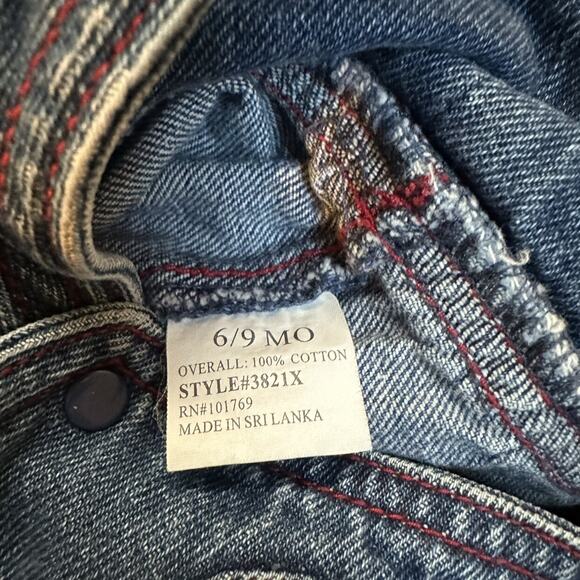 6/9 MO
OVERALL: 100% COTTON
STYLE#3821X
RN#101769
MADE IN SRI LANKA